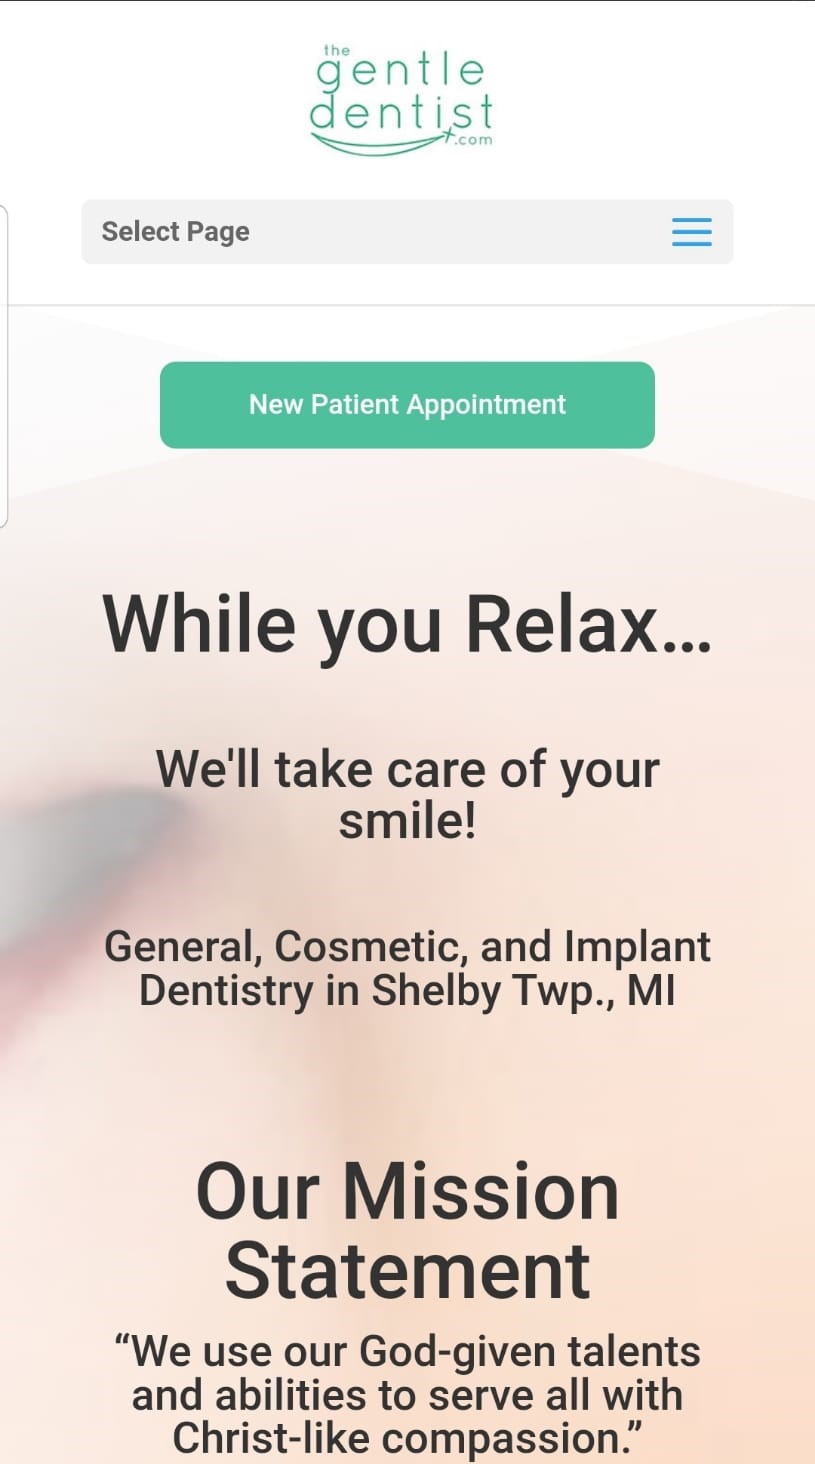 the
gentle
dentist
.com
Select Page
New Patient Appointment
While you Relax...
We'll take care of your
smile!
General, Cosmetic, and Implant
Dentistry in Shelby Twp., MI
Our Mission
Statement
“We use our God-given talents
and abilities to serve all with
Christ-like compassion.”